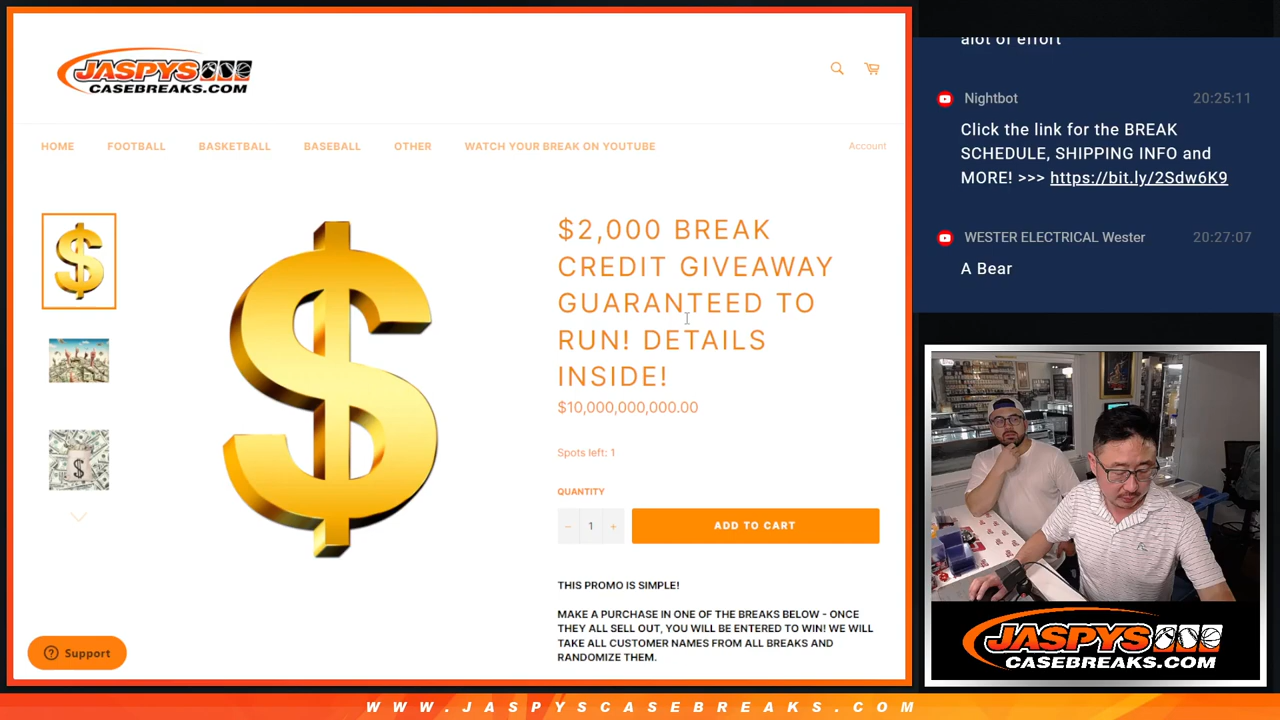 JASPYS
CASEBREAKS.COM
HOME FOOTBALL BASKETBALL BASEBALL OTHER WATCH YOUR BREAK ON YOUTUBE Account
$2,000 BREAK
CREDIT GIVEAWAY
GUARANTEED TO
RUN! DETAILS
INSIDE!
$10,000,000,000.00
Spots left: 1
QUANTITY
− 1 + ADD TO CART
THIS PROMO IS SIMPLE!
MAKE A PURCHASE IN ONE OF THE BREAKS BELOW - ONCE
THEY ALL SELL OUT, YOU WILL BE ENTERED TO WIN! WE WILL
TAKE ALL CUSTOMER NAMES FROM ALL BREAKS AND
RANDOMIZE THEM.
Support
alot of effort
Nightbot 20:25:11
Click the link for the BREAK
SCHEDULE, SHIPPING INFO and
MORE! >>> https://bit.ly/2Sdw6K9
WESTER ELECTRICAL Wester 20:27:07
A Bear
JASPYS
CASEBREAKS.COM
WWW.JASPYSCASEBREAKS.COM